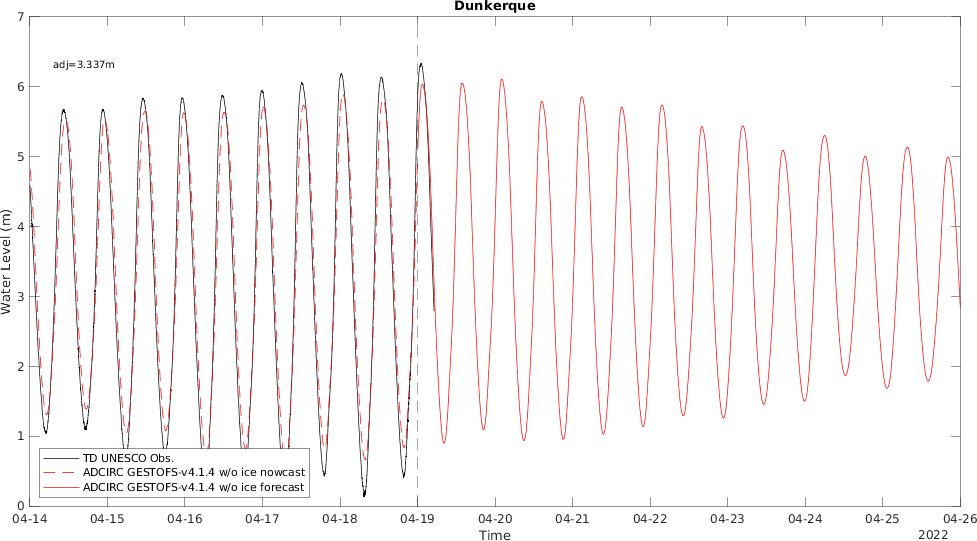 Dunkerque
7
adj=3.337m
6
5
4
3
2
1
0
Water Level (m)
TD UNESCO Obs.
ADCIRC GESTOFS-v4.1.4 w/o ice nowcast
ADCIRC GESTOFS-v4.1.4 w/o ice forecast
04-14 04-15 04-16 04-17 04-18 04-19 04-20 04-21 04-22 04-23 04-24 04-25 04-26
Time
2022